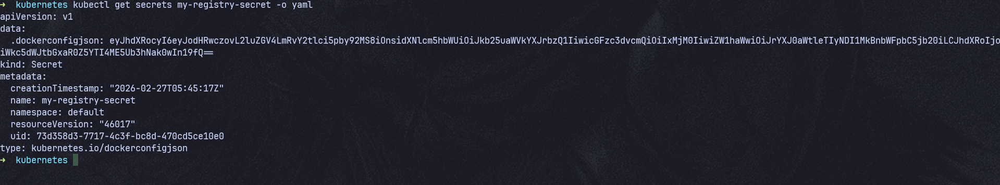 ➜  kubernetes kubectl get secrets my-registry-secret -o yaml
apiVersion: v1
data:
  .dockerconfigjson: eyJhdXRocyI6eyJodHRwczovL2luZGV4LmRvY2tlci5pby92MS8iOnsidXNlcm5hbWUiOiJkb25uaWVkYXJrbzQ1IiwicGFzc3dvcmQiOiIxMjM0IiwiZW1haWwiOiJrYXJ0aWtleTIyNDI1MkBnbWFpbC5jb20iLCJhdXRoIjo
iWkc5dWJtbGxaR0Z5YTI4ME5Ub3hNak0wIn19fQ==
kind: Secret
metadata:
  creationTimestamp: "2026-02-27T05:45:17Z"
  name: my-registry-secret
  namespace: default
  resourceVersion: "46017"
  uid: 73d358d3-7717-4c3f-bc8d-470cd5ce10e0
type: kubernetes.io/dockerconfigjson
➜  kubernetes